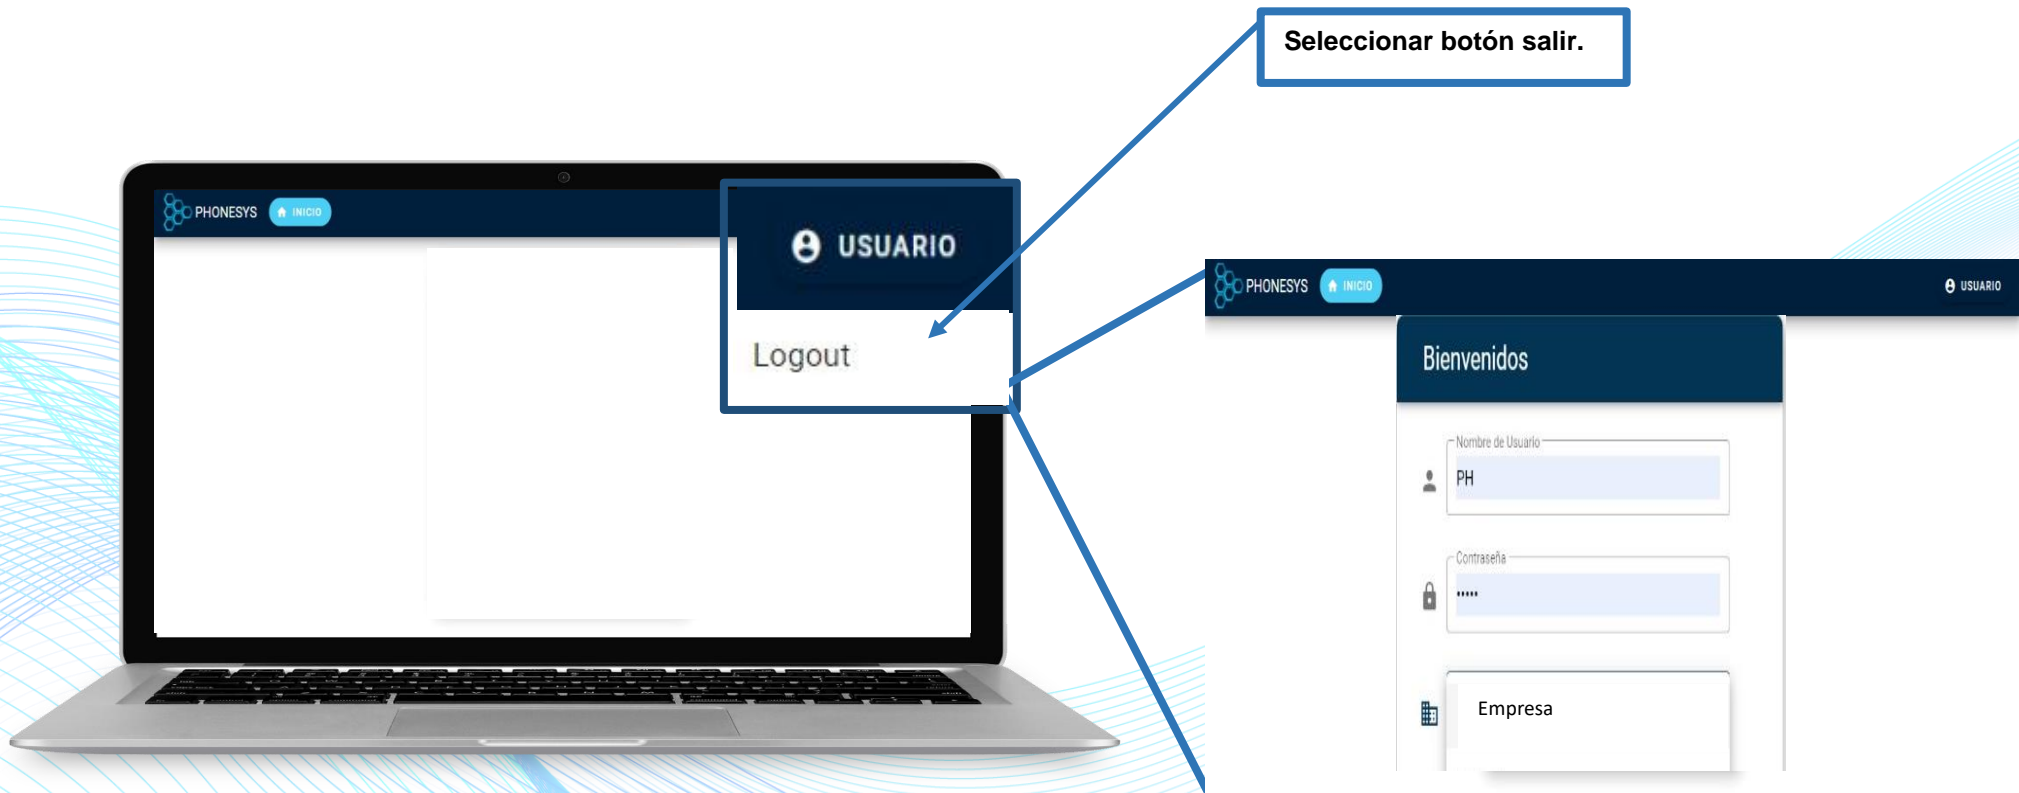 Seleccionar botón salir.
PHONESYS
INICIO
USUARIO
Logout
PHONESYS
INICIO
USUARIO
Bienvenidos
Nombre de Usuario
PH
Contraseña
•••••
Empresa